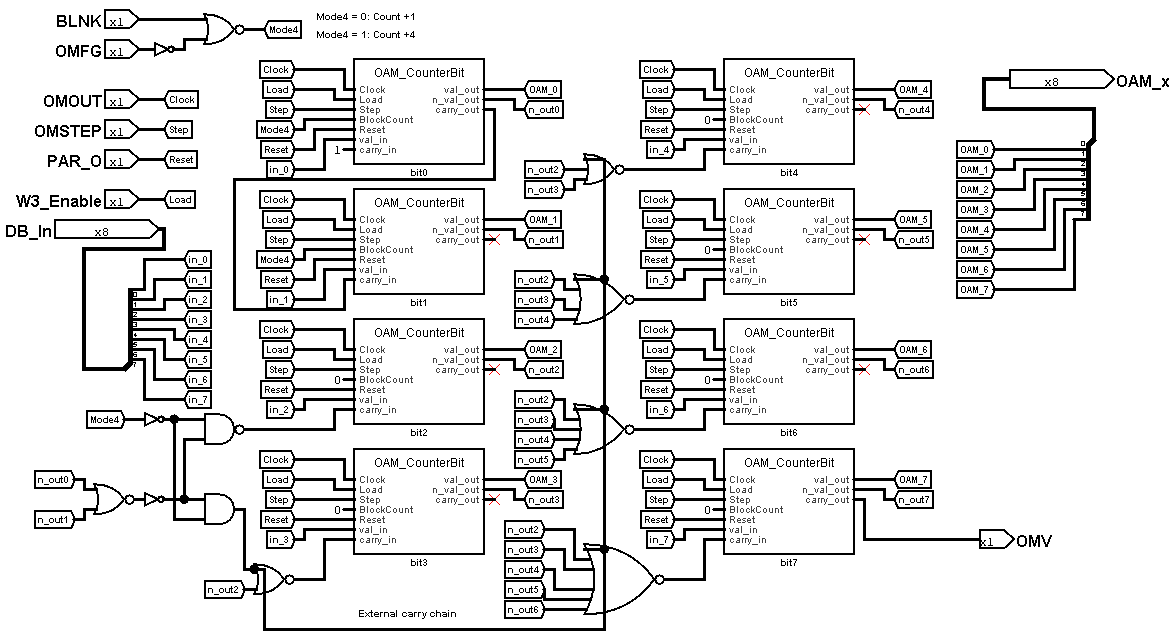 BLNK x1
OMFG x1
Mode4
Mode4 = 0: Count +1
Mode4 = 1: Count +4
OMOUT x1 Clock
OMSTEP x1 Step
PAR_O x1 Reset
W3_Enable x1 Load
DB_In x8
in_0
in_1
in_2
in_3
in_4
in_5
in_6
in_7
0
1
2
3
4
5
6
7
Mode4
n_out0
n_out1
n_out2
Clock
Load
Step
Mode4
Reset
in_0
1
OAM_CounterBit
Clock val_out
Load n_val_out
Step carry_out
BlockCount
Reset
val_in
carry_in
bit0
OAM_0
n_out0
Clock
Load
Step
Mode4
Reset
in_1
OAM_CounterBit
Clock val_out
Load n_val_out
Step carry_out
BlockCount
Reset
val_in
carry_in
bit1
OAM_1
n_out1
Clock
Load
Step
0
Reset
in_2
OAM_CounterBit
Clock val_out
Load n_val_out
Step carry_out
BlockCount
Reset
val_in
carry_in
bit2
OAM_2
n_out2
Clock
Load
Step
0
Reset
in_3
OAM_CounterBit
Clock val_out
Load n_val_out
Step carry_out
BlockCount
Reset
val_in
carry_in
bit3
OAM_3
n_out3
External carry chain
n_out2
n_out3
Clock
Load
Step
0
Reset
in_4
OAM_CounterBit
Clock val_out
Load n_val_out
Step carry_out
BlockCount
Reset
val_in
carry_in
bit4
OAM_4
n_out4
n_out2
n_out3
n_out4
Clock
Load
Step
0
Reset
in_5
OAM_CounterBit
Clock val_out
Load n_val_out
Step carry_out
BlockCount
Reset
val_in
carry_in
bit5
OAM_5
n_out5
n_out2
n_out3
n_out4
n_out5
Clock
Load
Step
0
Reset
in_6
OAM_CounterBit
Clock val_out
Load n_val_out
Step carry_out
BlockCount
Reset
val_in
carry_in
bit6
OAM_6
n_out6
n_out2
n_out3
n_out4
n_out5
n_out6
Clock
Load
Step
0
Reset
in_7
OAM_CounterBit
Clock val_out
Load n_val_out
Step carry_out
BlockCount
Reset
val_in
carry_in
bit7
OAM_7
n_out7
x1 OMV
x8 OAM_x
OAM_0
OAM_1
OAM_2
OAM_3
OAM_4
OAM_5
OAM_6
OAM_7
0
1
2
3
4
5
6
7